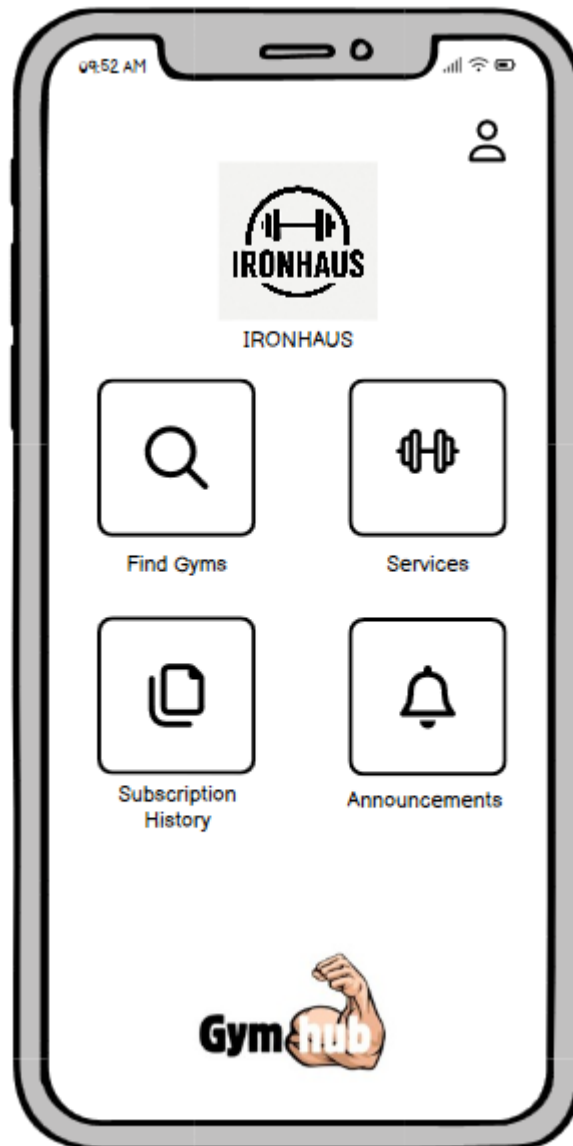 09:52 AM
IRONHAUS
IRONHAUS
Find Gyms
Services
Subscription
History
Announcements
Gym hub